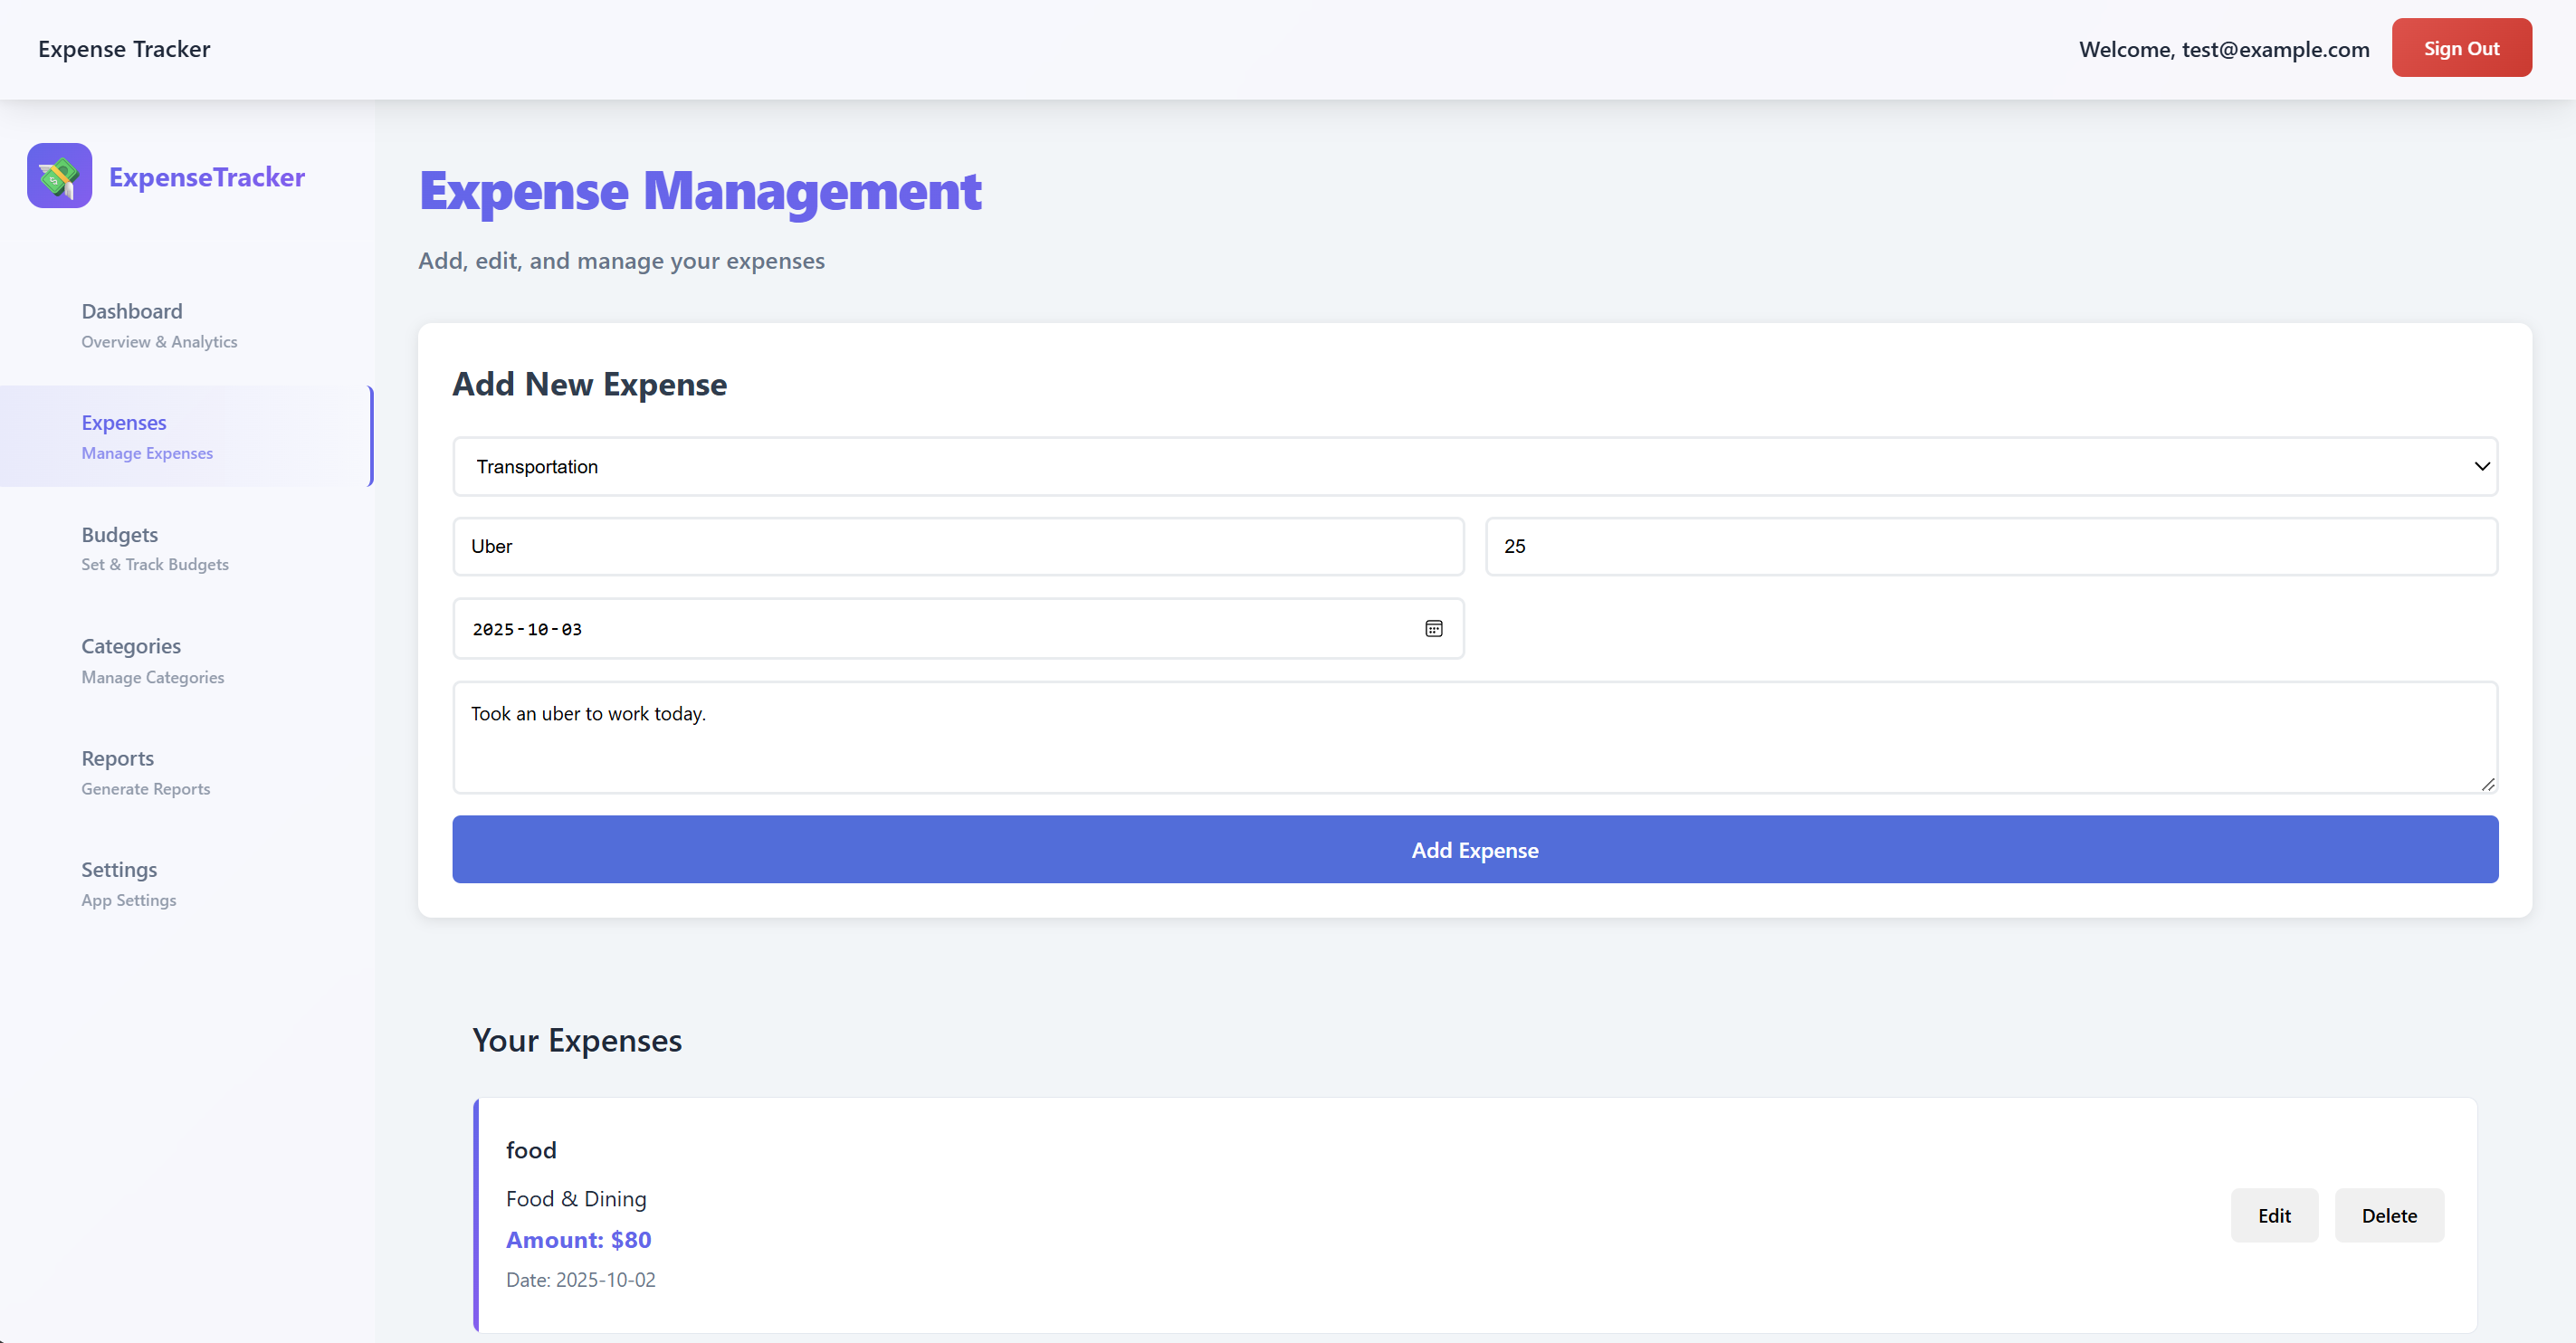 Expense Tracker
Welcome, test@example.com
Sign Out
ExpenseTracker
Dashboard
Overview & Analytics
Expenses
Manage Expenses
Budgets
Set & Track Budgets
Categories
Manage Categories
Reports
Generate Reports
Settings
App Settings
Expense Management
Add, edit, and manage your expenses
Add New Expense
Transportation
Uber
25
2025-10-03
Took an uber to work today.
Add Expense
Your Expenses
food
Food & Dining
Amount: $80
Date: 2025-10-02
Edit
Delete